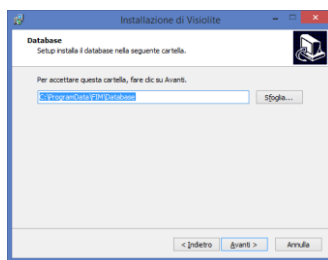 Installazione di Visiolite
Database
Setup installa il database nella seguente cartella.
Per accettare questa cartella, fare clic su Avanti.
C:\ProgramData\FIM\Database
Sfoglia...
< Indietro
Avanti >
Annulla